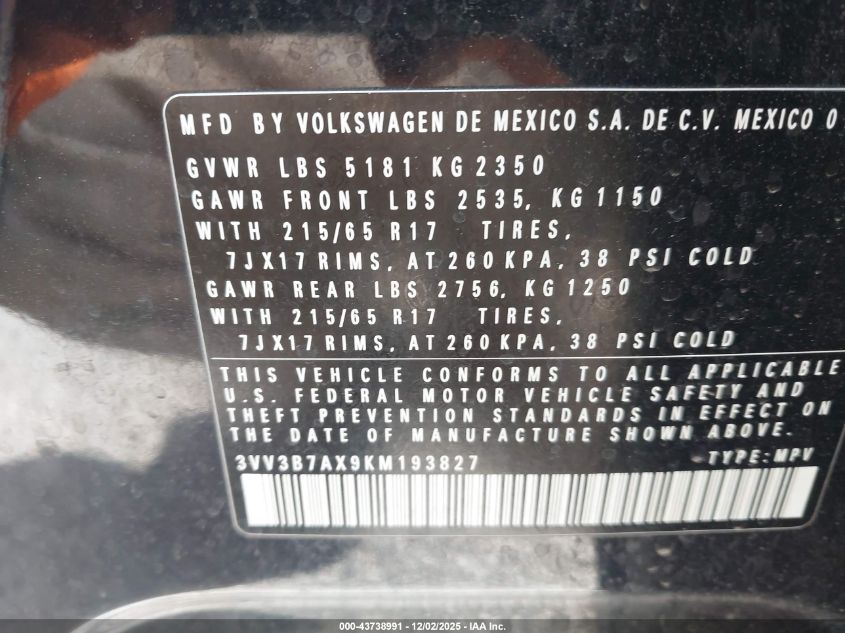 MFD BY VOLKSWAGEN DE MEXICO S.A. DE C.V. MEXICO 0
GVWR LBS 5181 KG 2350
GAWR FRONT LBS 2535, KG 1150
WITH 215/65 R17 TIRES,
7JX17 RIMS, AT 260 KPA, 38 PSI COLD
GAWR REAR LBS 2756, KG 1250
WITH 215/65 R17 TIRES,
7JX17 RIMS, AT 260 KPA, 38 PSI COLD
THIS VEHICLE CONFORMS TO ALL APPLICABLE
U.S. FEDERAL MOTOR VEHICLE SAFETY AND
THEFT PREVENTION STANDARDS IN EFFECT ON
THE DATE OF MANUFACTURE SHOWN ABOVE.
3VV3B7AX9KM193827 TYPE: MPV
000-43738991 - 12/02/2025 - IAA Inc.